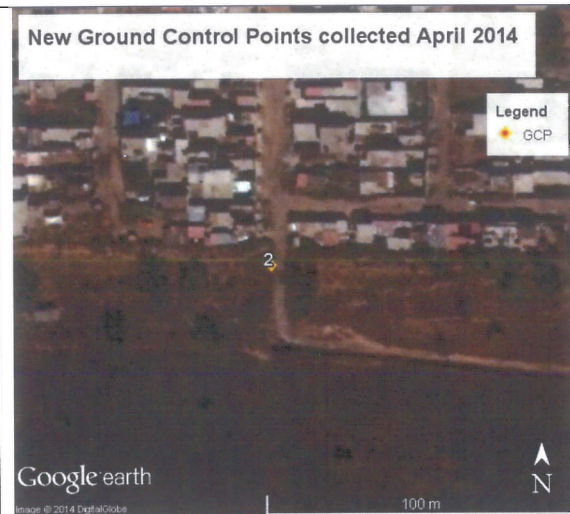 New Ground Control Points collected April 2014
Legend
GCP
2
Google earth
N
Image © 2014 DigitalGlobe
100 m